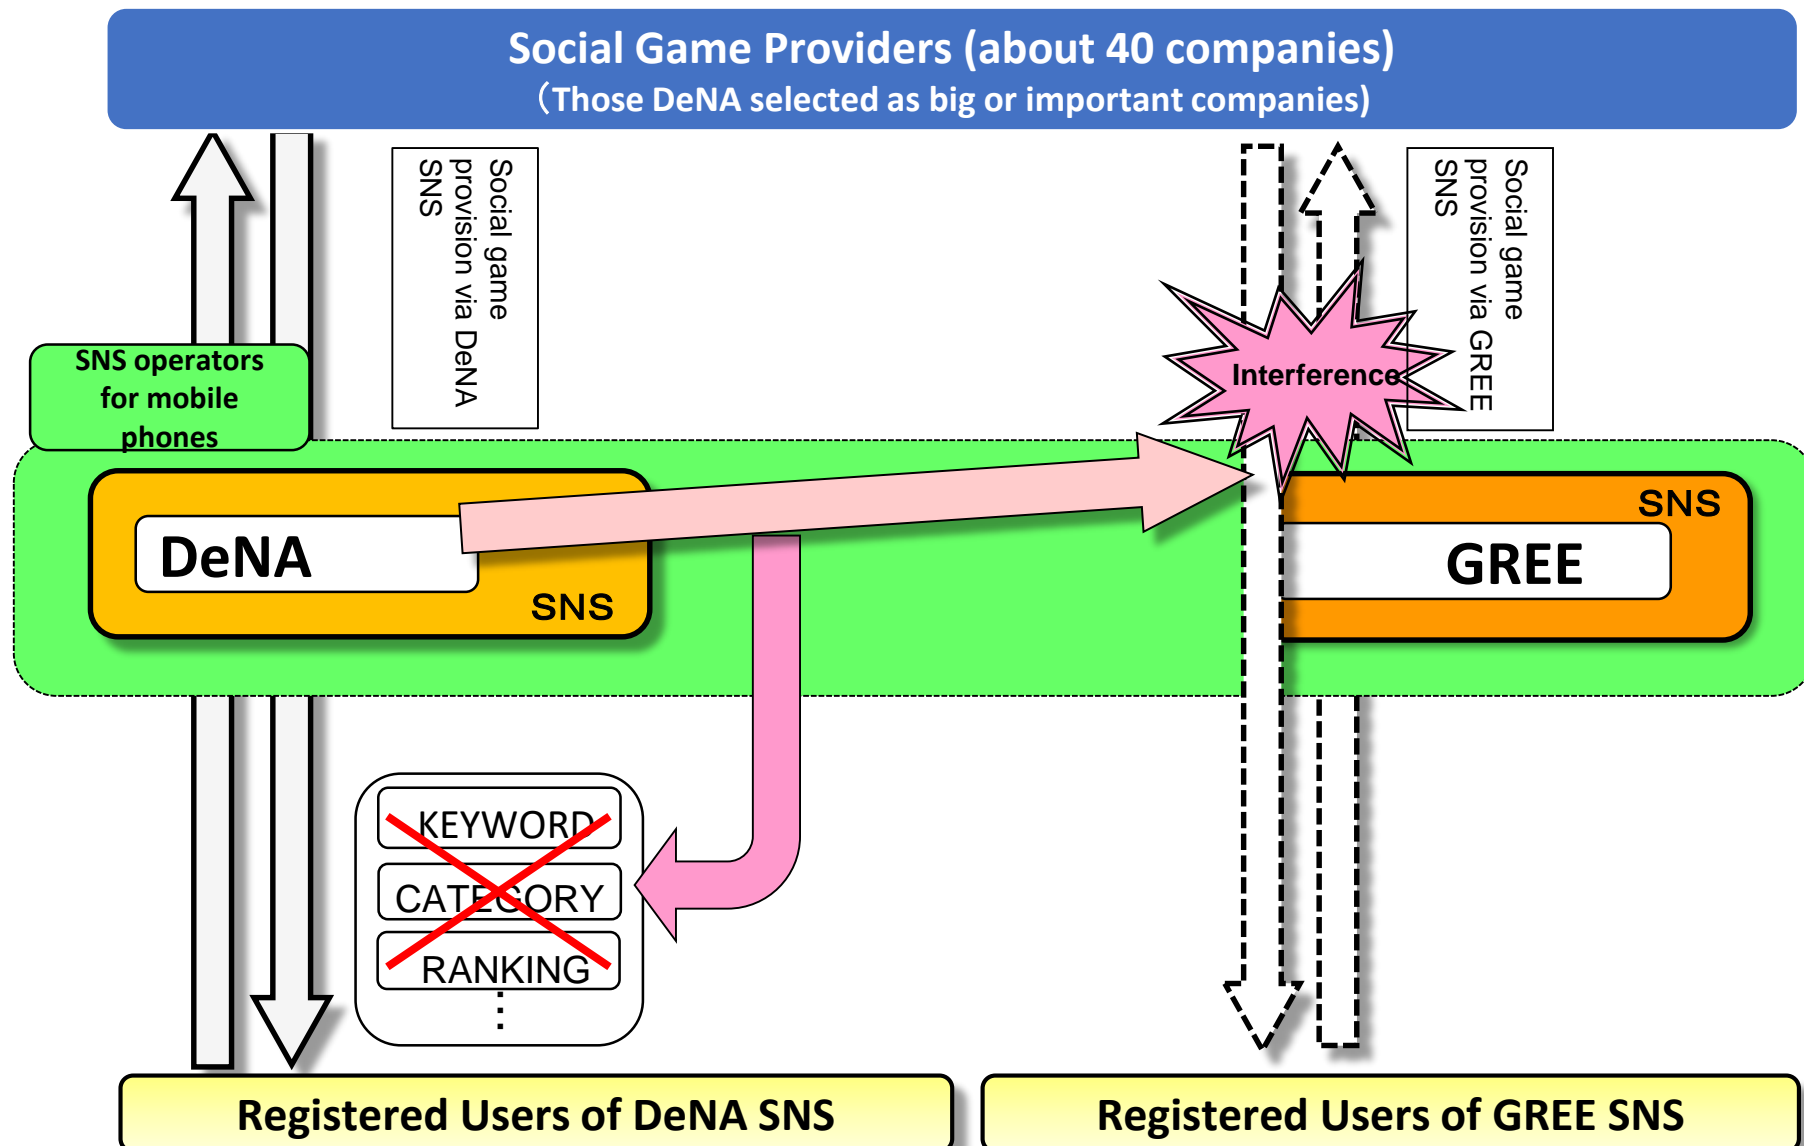 Social Game Providers (about 40 companies)
（Those DeNA selected as big or important companies)
Social game
provision via DeNA
SNS
Social game
provision via GREE
SNS
Interference
SNS operators
for mobile
phones
DeNA
SNS
SNS
GREE
KEYWORD
CATEGORY
RANKING
⋮
Registered Users of DeNA SNS
Registered Users of GREE SNS